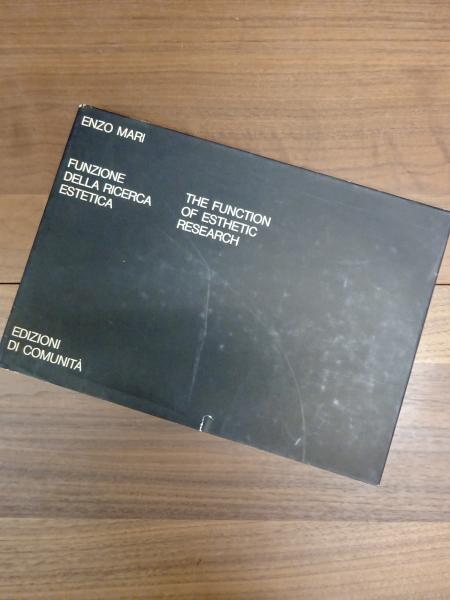 ENZO MARI
FUNZIONE
DELLA RICERCA
ESTETICA
THE FUNCTION
OF ESTHETIC
RESEARCH
EDIZIONI
DI COMUNITÀ